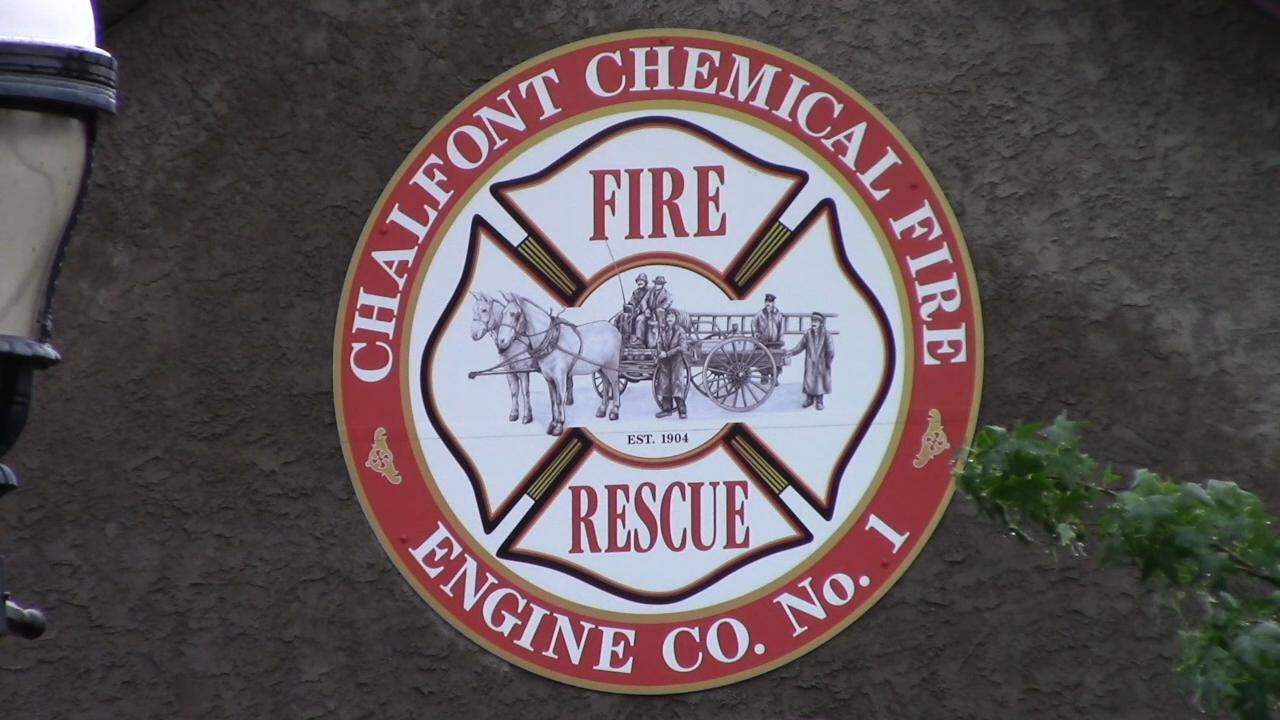 CHALFONT CHEMICAL FIRE
FIRE
EST. 1904
RESCUE
ENGINE CO. No. 1